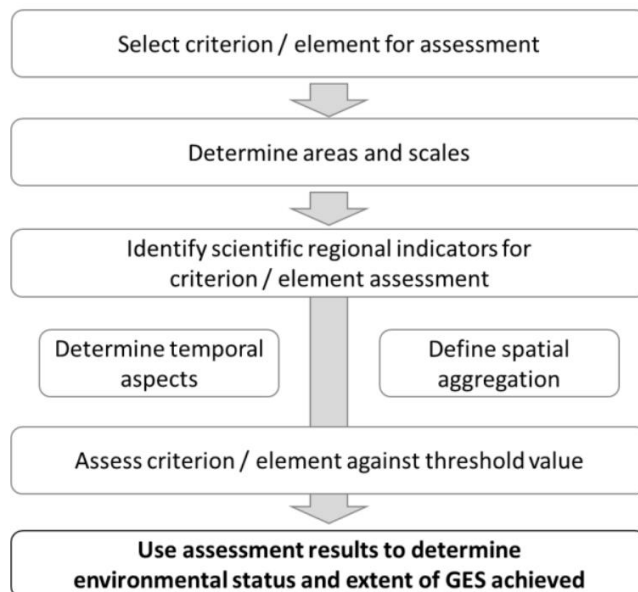 Select criterion / element for assessment
Determine areas and scales
Identify scientific regional indicators for
criterion / element assessment
Determine temporal
aspects
Define spatial
aggregation
Assess criterion / element against threshold value
Use assessment results to determine
environmental status and extent of GES achieved